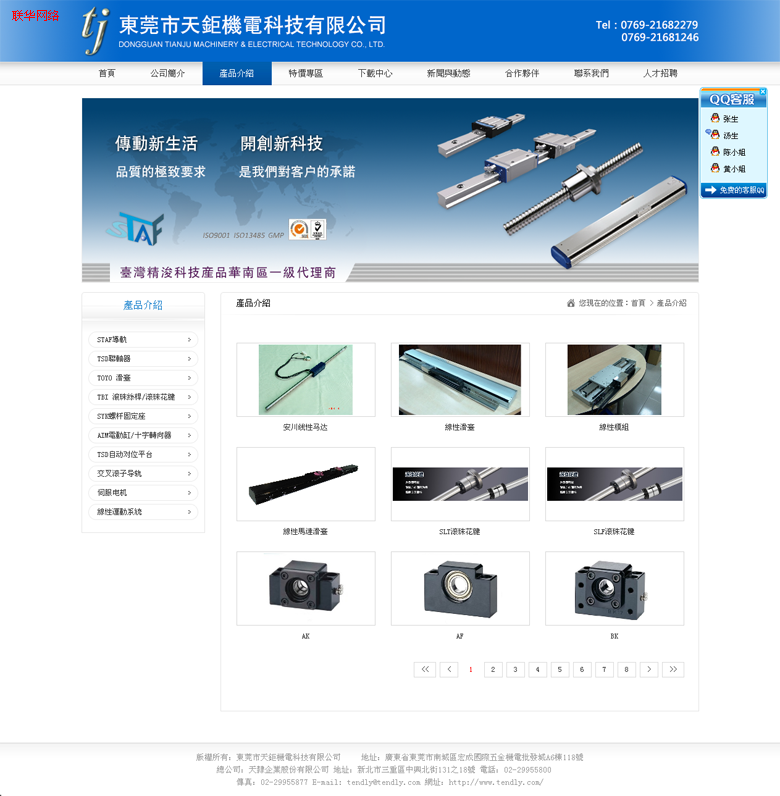 联华网络
tj 東莞市天鉅機電科技有限公司
DONGGUAN TIANJU MACHINERY & ELECTRICAL TECHNOLOGY CO., LTD.
Tel：0769-21682279
0769-21681246
首頁 公司簡介 產品介紹 特價專區 下載中心 新聞與動態 合作夥伴 聯系我們 人才招聘
QQ客服
张生
汤生
陈小姐
黄小姐
免费的客服QQ
傳動新生活 開創新科技
品質的極致要求 是我們對客户的承諾
STAF
ISO9001 ISO13485 GMP
臺灣精浚科技産品華南區一級代理商
產品介紹
STAF導軌
TSD聯軸器
TOYO 滑臺
TBI 滾珠絲桿/滾珠花鍵
SYK螺杆固定座
AIM電動缸/十字轉向器
TSD自动对位平台
交叉滚子导轨
伺服电机
線性運動系統
產品介紹
您現在的位置：首頁 > 產品介紹
安川线性马达 線性滑臺 線性模組
線性馬達滑臺 SLT滾珠花鍵 SLF滾珠花鍵
AK AF BK
<< < 1 2 3 4 5 6 7 8 > >>
版權所有：東莞市天鉅機電科技有限公司 地址：廣東省東莞市南城區宏成國際五金機電批發城A6棟118號
總公司：天隸企業股份有限公司 地址：新北市三重區中興北街131之18號 電話：02-29955800
傳真：02-29955877 E-mail: tendly@tendly.com 網址：http://www.tendly.com/